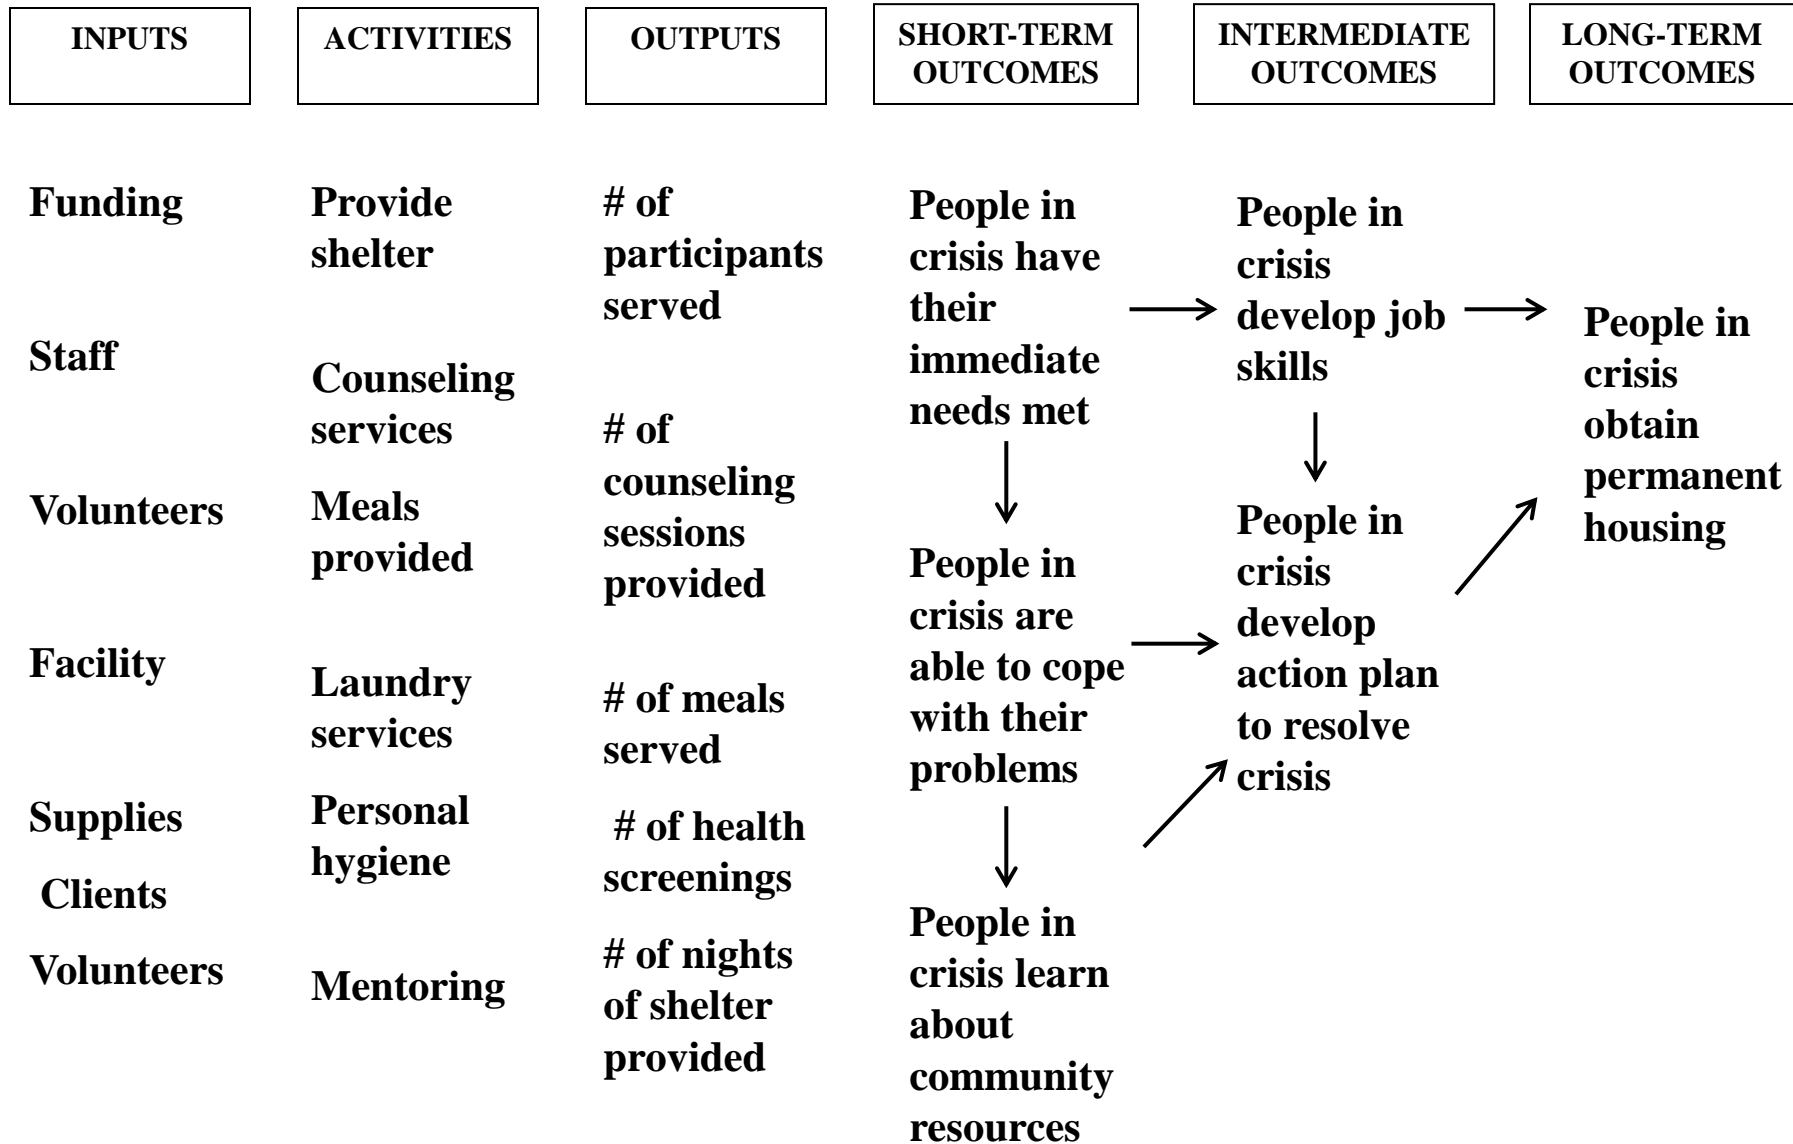 INPUTS
ACTIVITIES
OUTPUTS
SHORT-TERM
OUTCOMES
INTERMEDIATE
OUTCOMES
LONG-TERM
OUTCOMES
Funding
Staff
Volunteers
Facility
Supplies
Clients
Volunteers
Provide
shelter
Counseling
services
Meals
provided
Laundry
services
Personal
hygiene
Mentoring
# of
participants
served
# of
counseling
sessions
provided
# of meals
served
# of health
screenings
# of nights
of shelter
provided
People in
crisis have
their
immediate
needs met
People in
crisis are
able to cope
with their
problems
People in
crisis learn
about
community
resources
People in
crisis
develop job
skills
People in
crisis
develop
action plan
to resolve
crisis
People in
crisis
obtain
permanent
housing